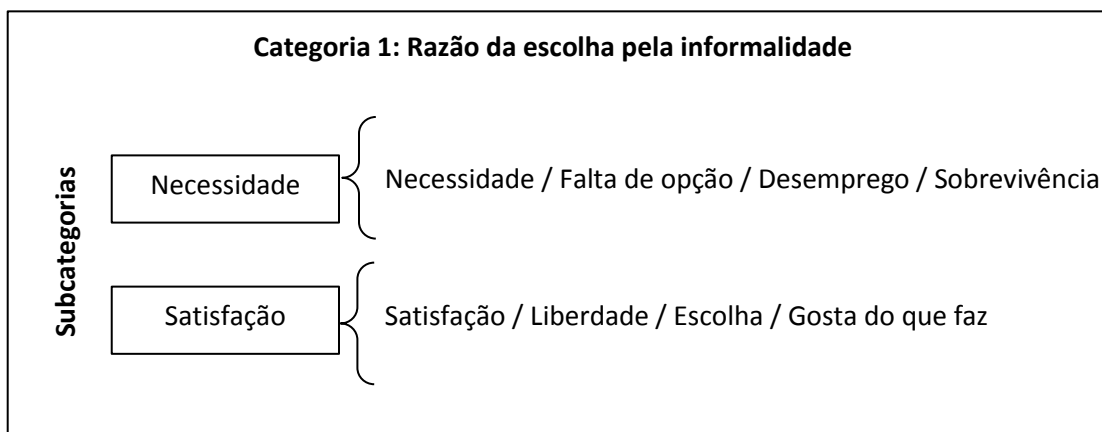 Categoria 1: Razão da escolha pela informalidade
Subcategorias
Necessidade
Necessidade / Falta de opção / Desemprego / Sobrevivência
Satisfação
Satisfação / Liberdade / Escolha / Gosta do que faz